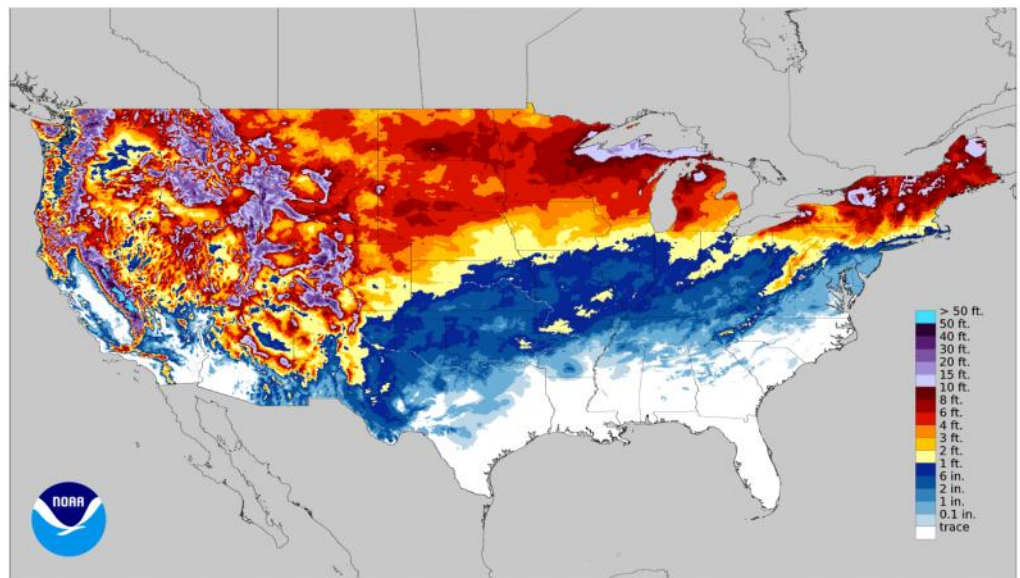 > 50 ft.
50 ft.
40 ft.
30 ft.
20 ft.
15 ft.
10 ft.
8 ft.
6 ft.
4 ft.
3 ft.
2 ft.
1 ft.
6 in.
2 in.
1 in.
0.1 in.
trace
NOAA